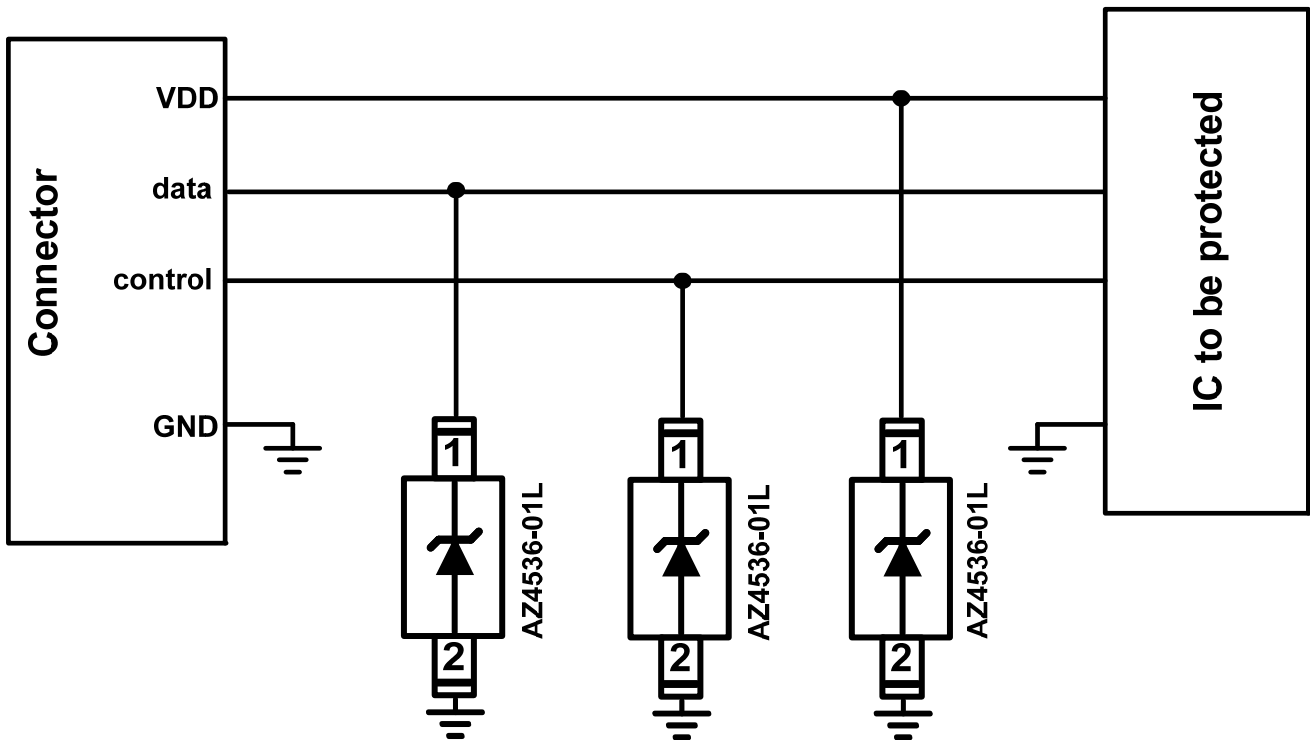 Connector
VDD
data
control
GND
IC to be protected
1
2
AZ4536-01L
1
2
AZ4536-01L
1
2
AZ4536-01L